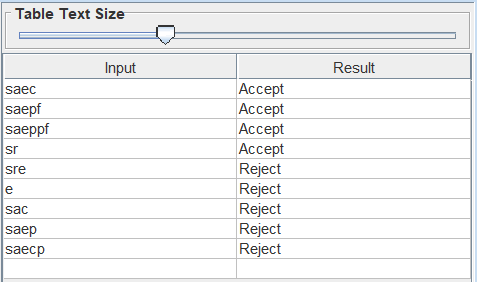 Table Text Size
Input Result
saec Accept
saepf Accept
saeppf Accept
sr Accept
sre Reject
e Reject
sac Reject
saep Reject
saecp Reject